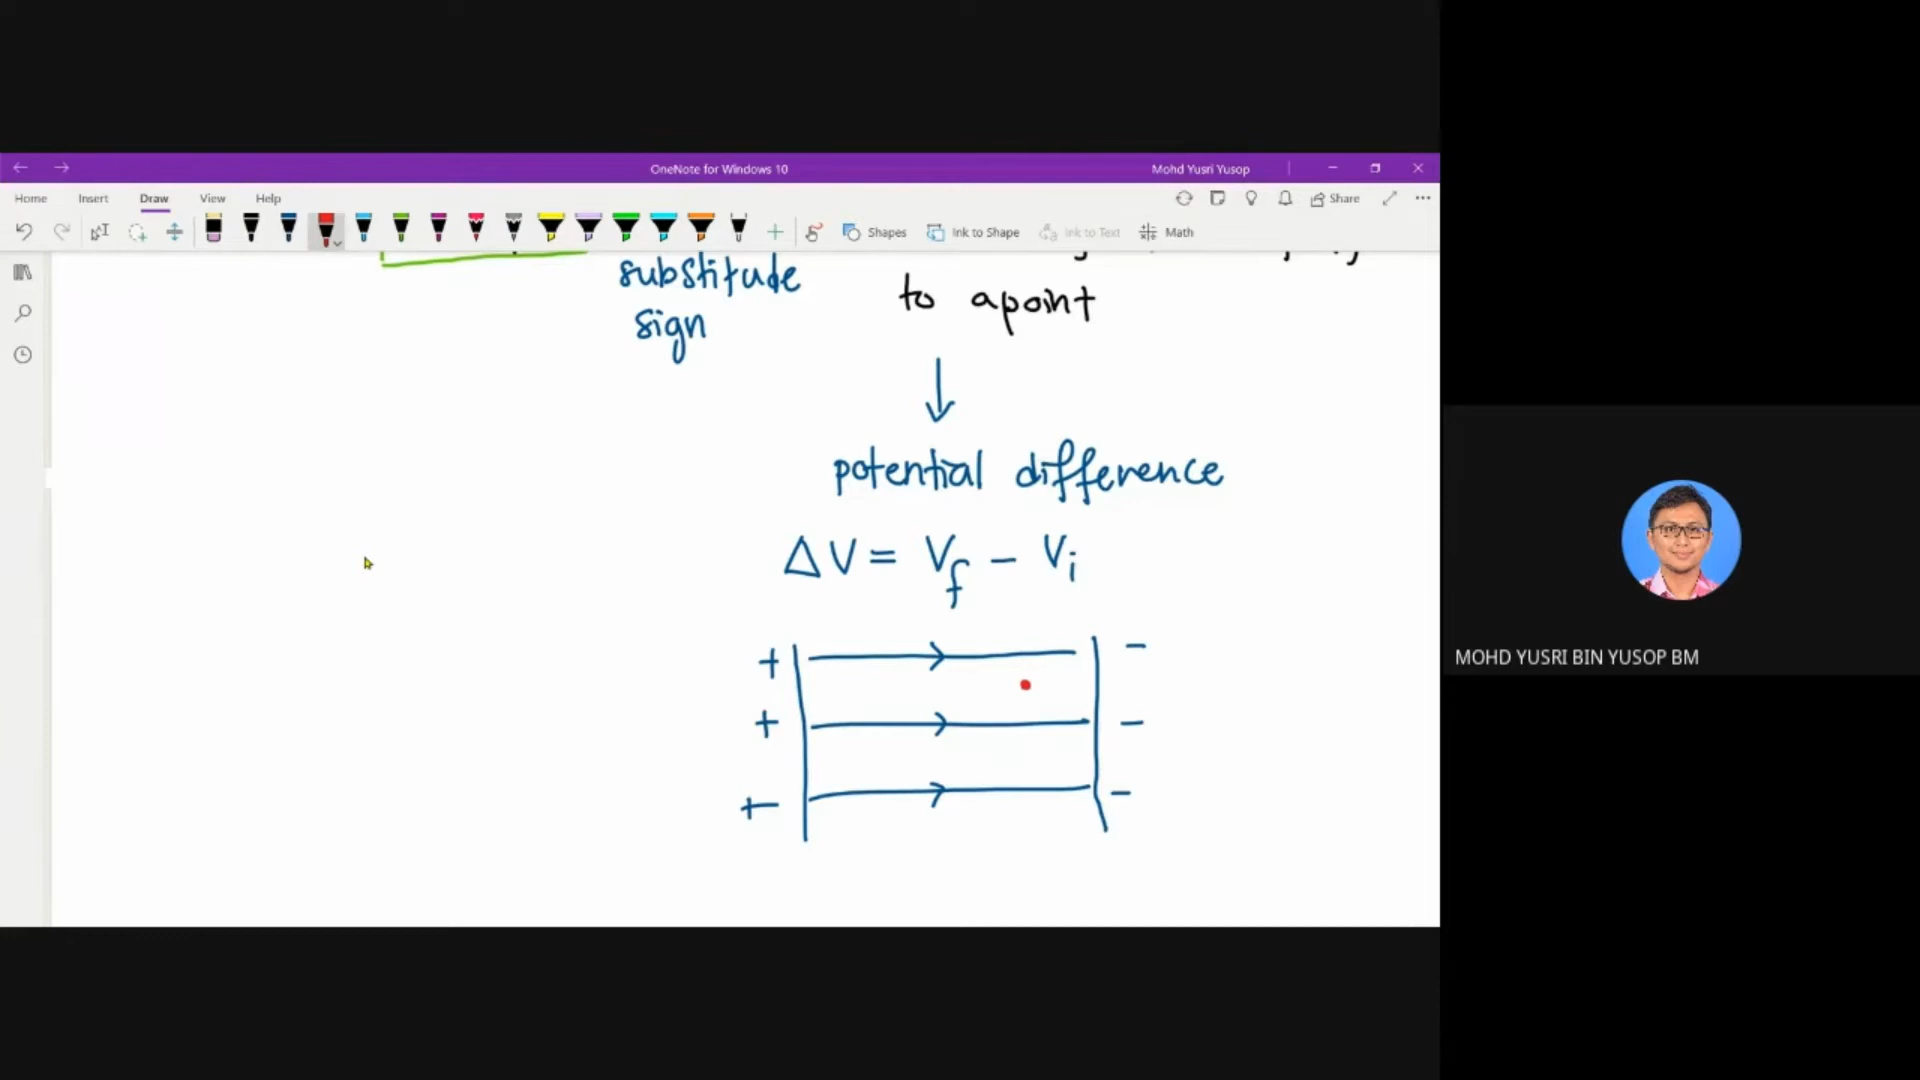 OneNote for Windows 10
Mohd Yusri Yusop
Home Insert Draw View Help
Share
Shapes Ink to Shape Ink to Text Math
substitude
sign
to a point
potential difference
ΔV = Vf - Vi
+ -
+ -
+ -
MOHD YUSRI BIN YUSOP BM